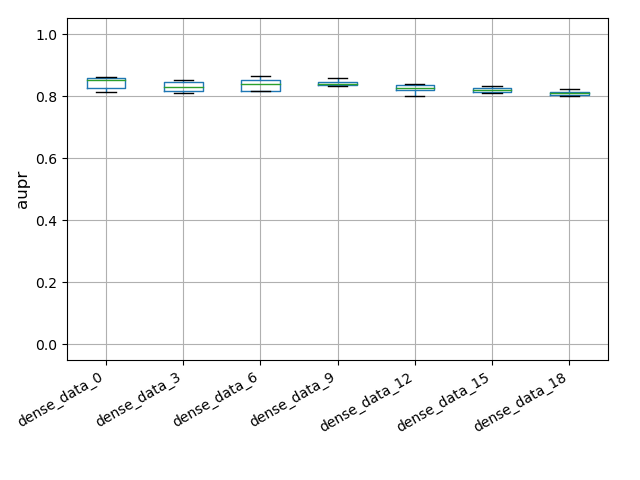 1.0
0.8
0.6
0.4
0.2
0.0
aupr
dense_data_0
dense_data_3
dense_data_6
dense_data_9
dense_data_12
dense_data_15
dense_data_18